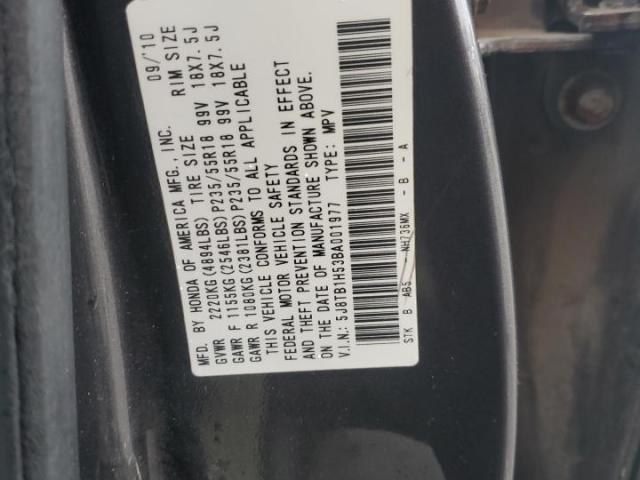 MFD. BY HONDA OF AMERICA MFG., INC. 09/10
GVWR 2220KG(4894LBS) TIRE SIZE RIM SIZE
GAWR F 1155KG(2546LBS)P235/55R18 99V 18X7.5J
GAWR R 1080KG(2381LBS)P235/55R18 99V 18X7.5J
THIS VEHICLE CONFORMS TO ALL APPLICABLE
FEDERAL MOTOR VEHICLE SAFETY
AND THEFT PREVENTION STANDARDS IN EFFECT
ON THE DATE OF MANUFACTURE SHOWN ABOVE.
V.I.N.: 5J8TB1H53BA001977 TYPE: MPV
STK B ABS NH736MX - B - A